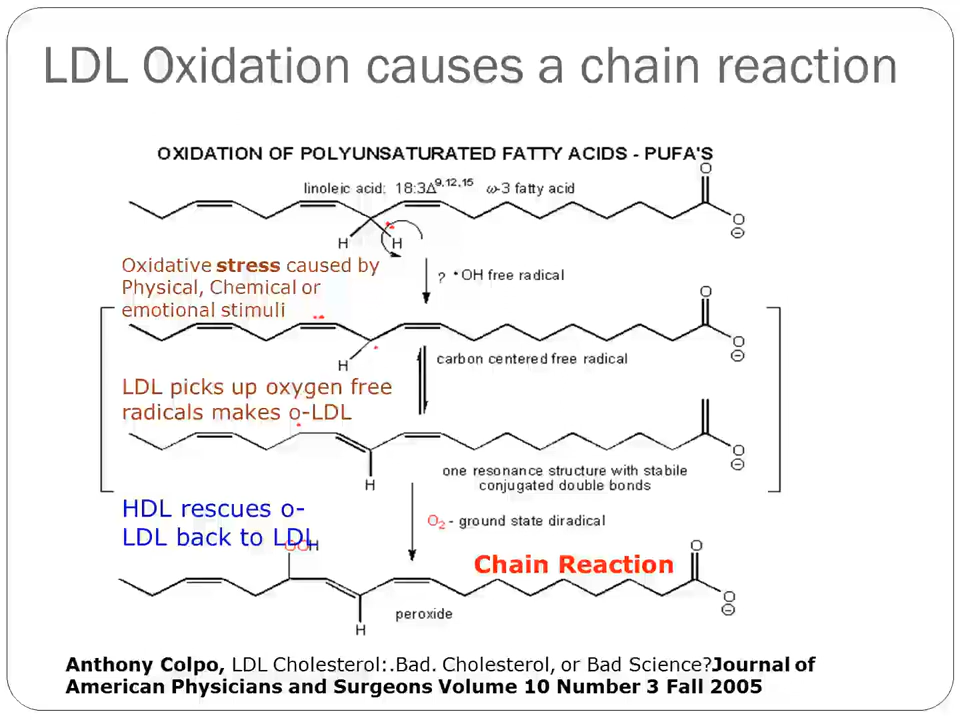 LDL Oxidation causes a chain reaction
OXIDATION OF POLYUNSATURATED FATTY ACIDS - PUFA'S
O
linoleic acid: 18:3Δ9,12,15 ω-3 fatty acid
O
⊖
H H
Oxidative stress caused by
Physical, Chemical or
emotional stimuli
? •OH free radical
O
O
⊖
H
carbon centered free radical
LDL picks up oxygen free
radicals makes o-LDL
O
⊖
H
one resonance structure with stabile
conjugated double bonds
HDL rescues o-
LDL back to LDL
O2 - ground state diradical
OOH
Chain Reaction
O
O
⊖
peroxide
H
Anthony Colpo, LDL Cholesterol:.Bad. Cholesterol, or Bad Science?Journal of
American Physicians and Surgeons Volume 10 Number 3 Fall 2005